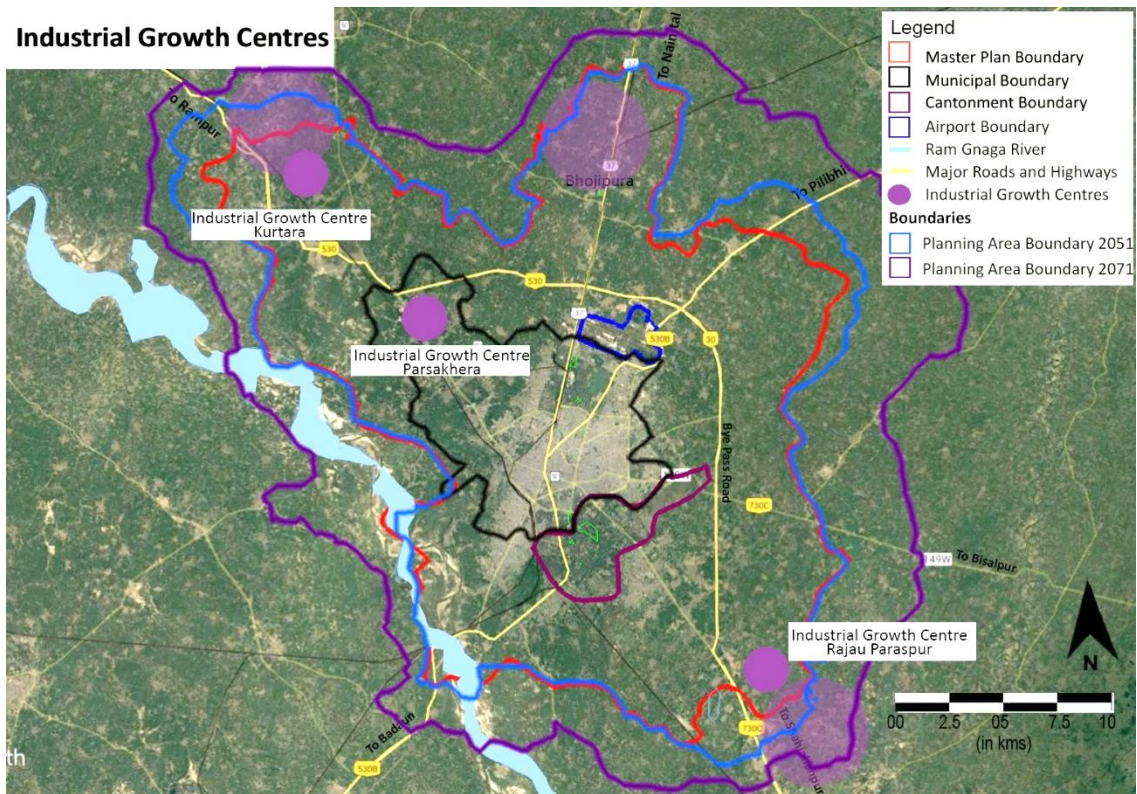 Industrial Growth Centres
Legend
Master Plan Boundary
Municipal Boundary
Cantonment Boundary
Airport Boundary
Ram Gnaga River
Major Roads and Highways
Industrial Growth Centres
Boundaries
Planning Area Boundary 2051
Planning Area Boundary 2071
To Nainital
37
To Rampur
37
Bhojipura
To Pilibhi
Industrial Growth Centre
Kurtara
530
530
37
530B
30
Industrial Growth Centre
Parsakhera
Bye Pass Road
730C
149W
To Bisalpur
Industrial Growth Centre
Rajau Paraspur
N
730C
To Shahjahanpur
To Badaun
530B
00 2.5 05 7.5 10
(in kms)
th